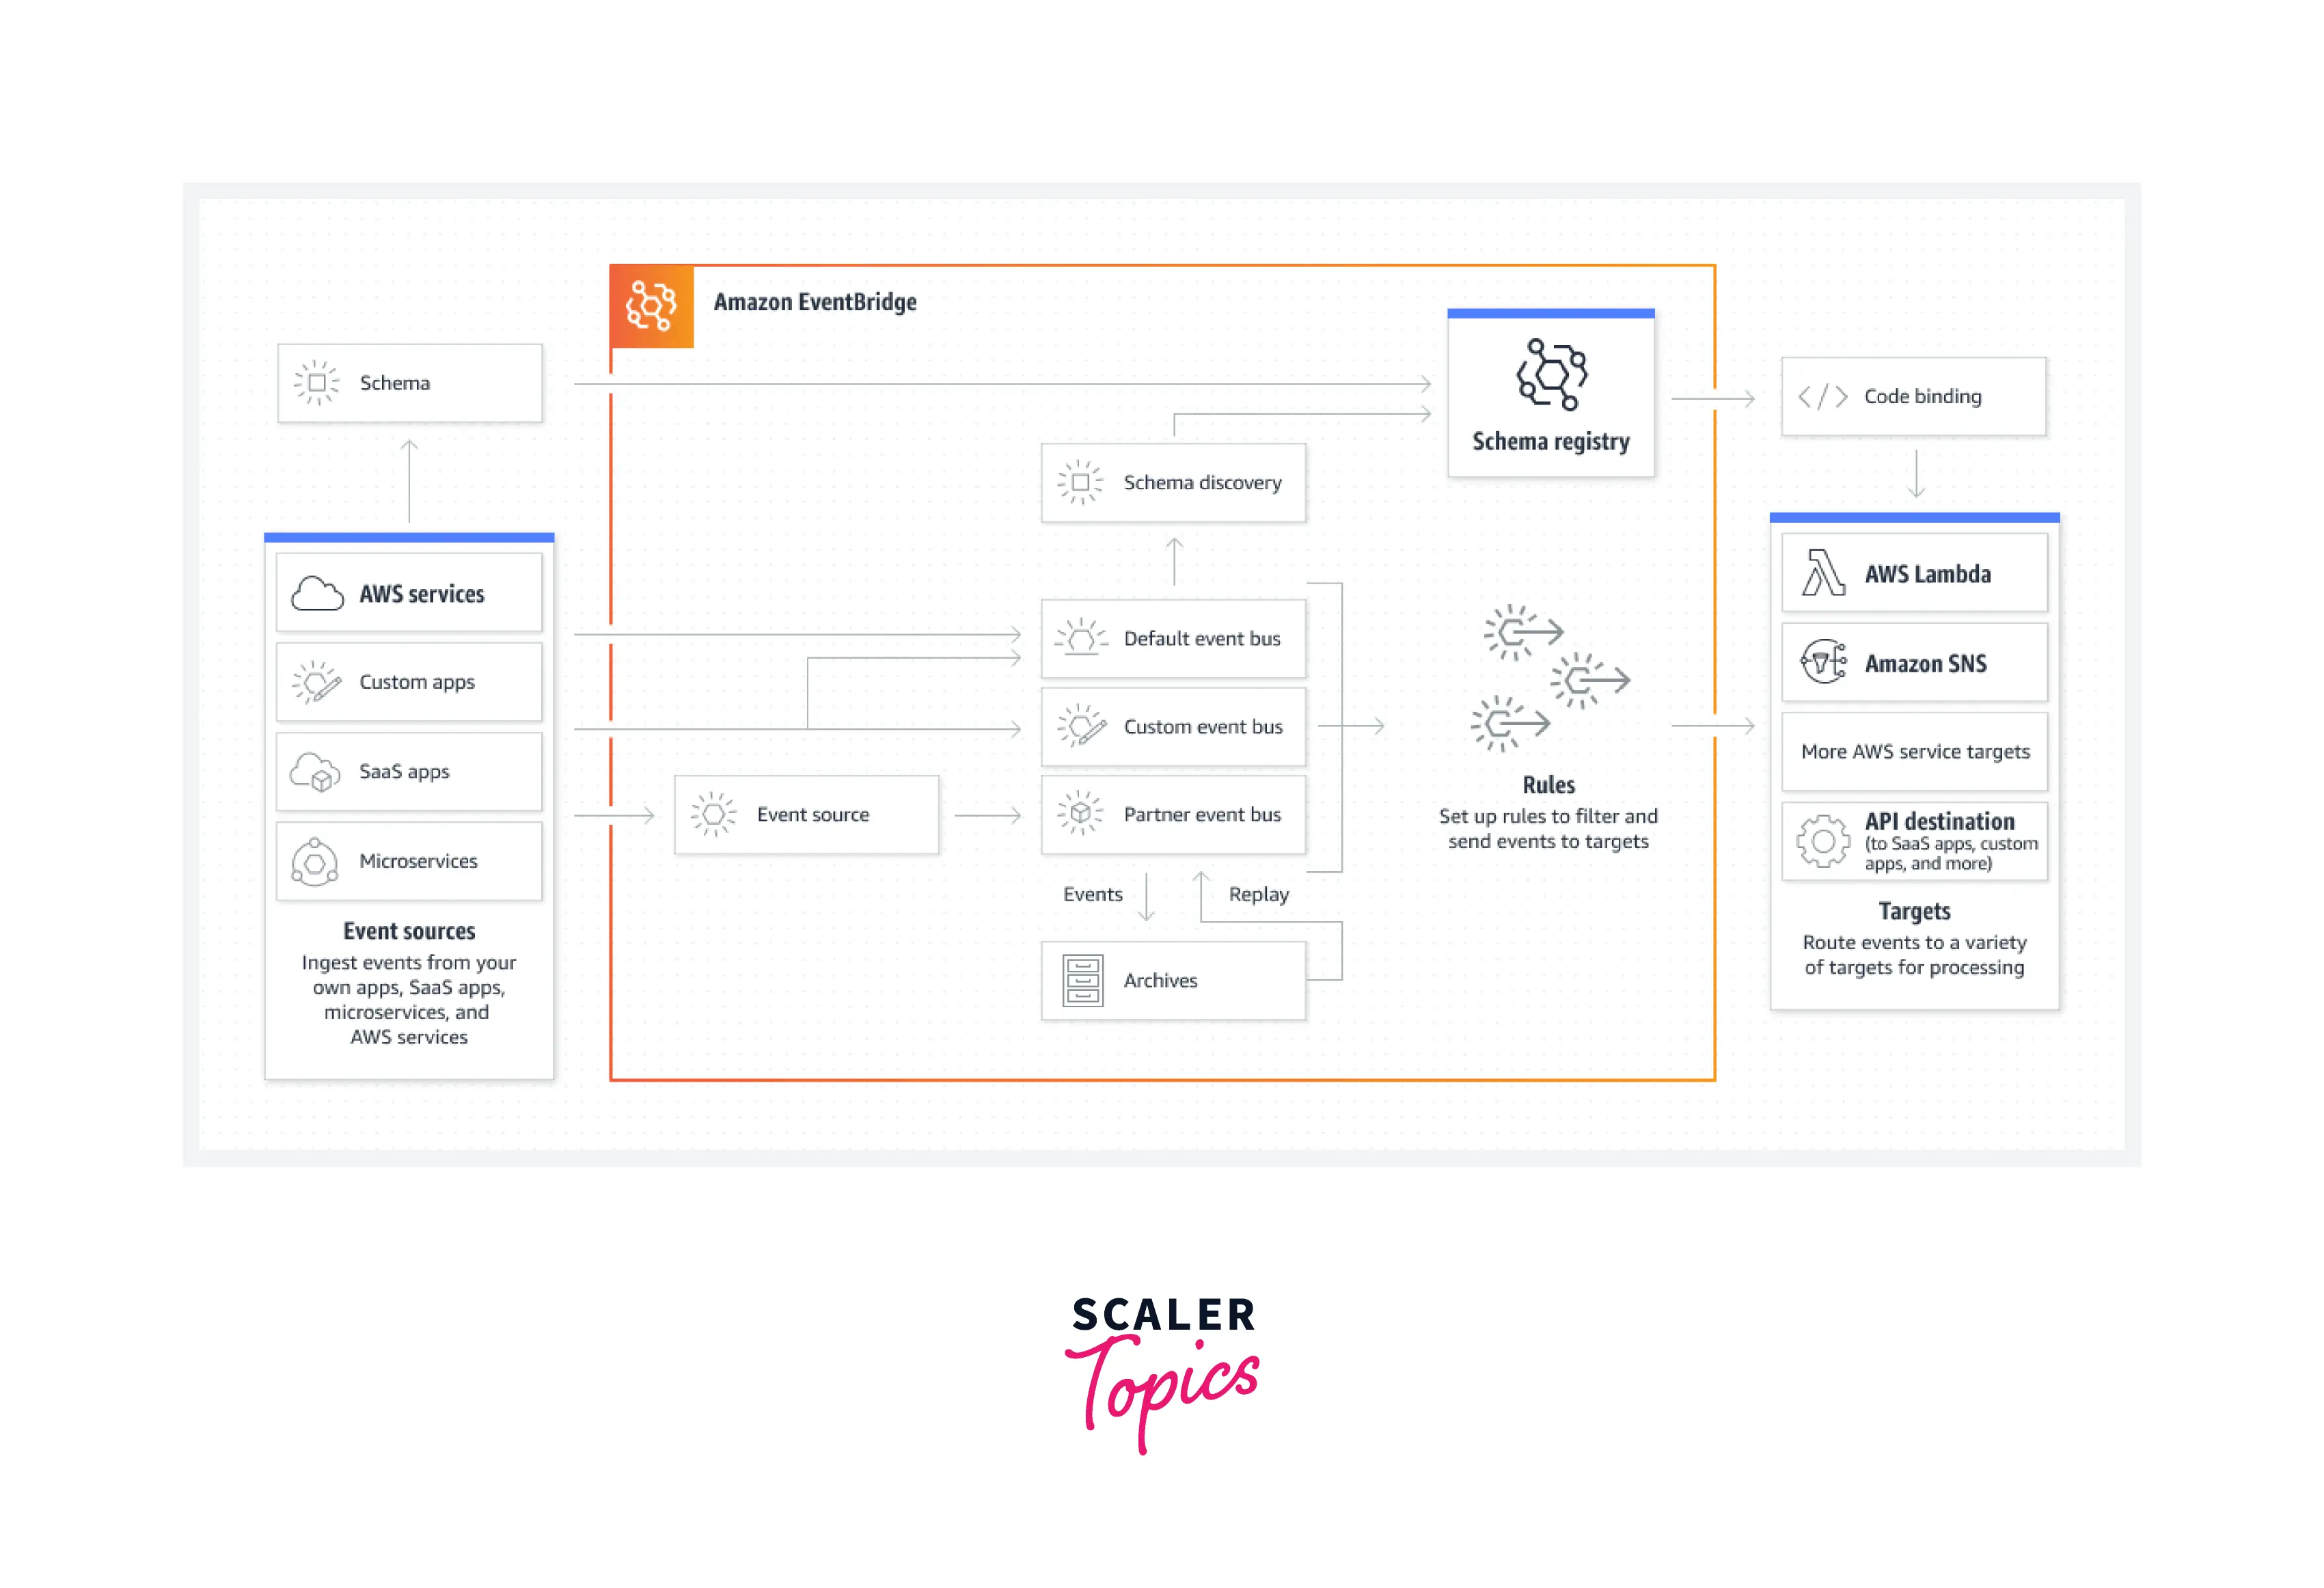 Amazon EventBridge
Schema
Schema registry
Code binding
Schema discovery
AWS services
Custom apps
SaaS apps
Microservices
Event sources
Ingest events from your
own apps, SaaS apps,
microservices, and
AWS services
Event source
Default event bus
Custom event bus
Partner event bus
Events
Replay
Archives
Rules
Set up rules to filter and
send events to targets
AWS Lambda
Amazon SNS
More AWS service targets
API destination
(to SaaS apps, custom
apps, and more)
Targets
Route events to a variety
of targets for processing
SCALER
Topics